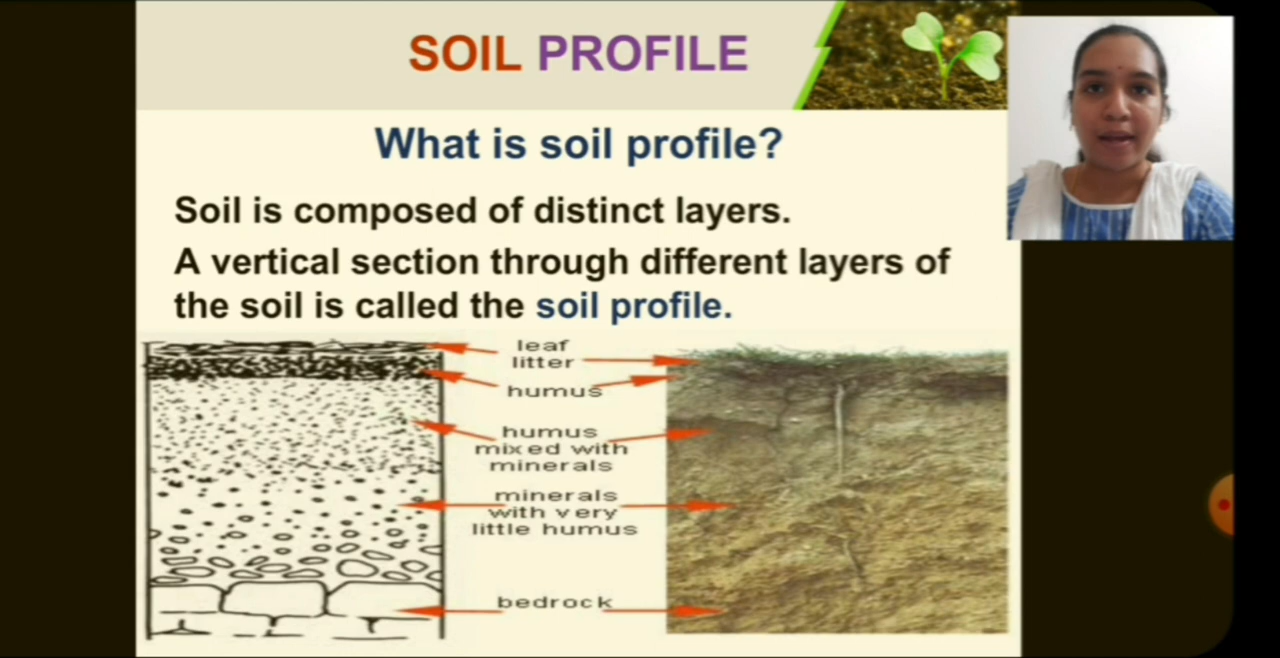 SOIL PROFILE
What is soil profile?
Soil is composed of distinct layers.
A vertical section through different layers of
the soil is called the soil profile.
leaf
litter
humus
humus
mixed with
minerals
minerals
with very
little humus
bedrock